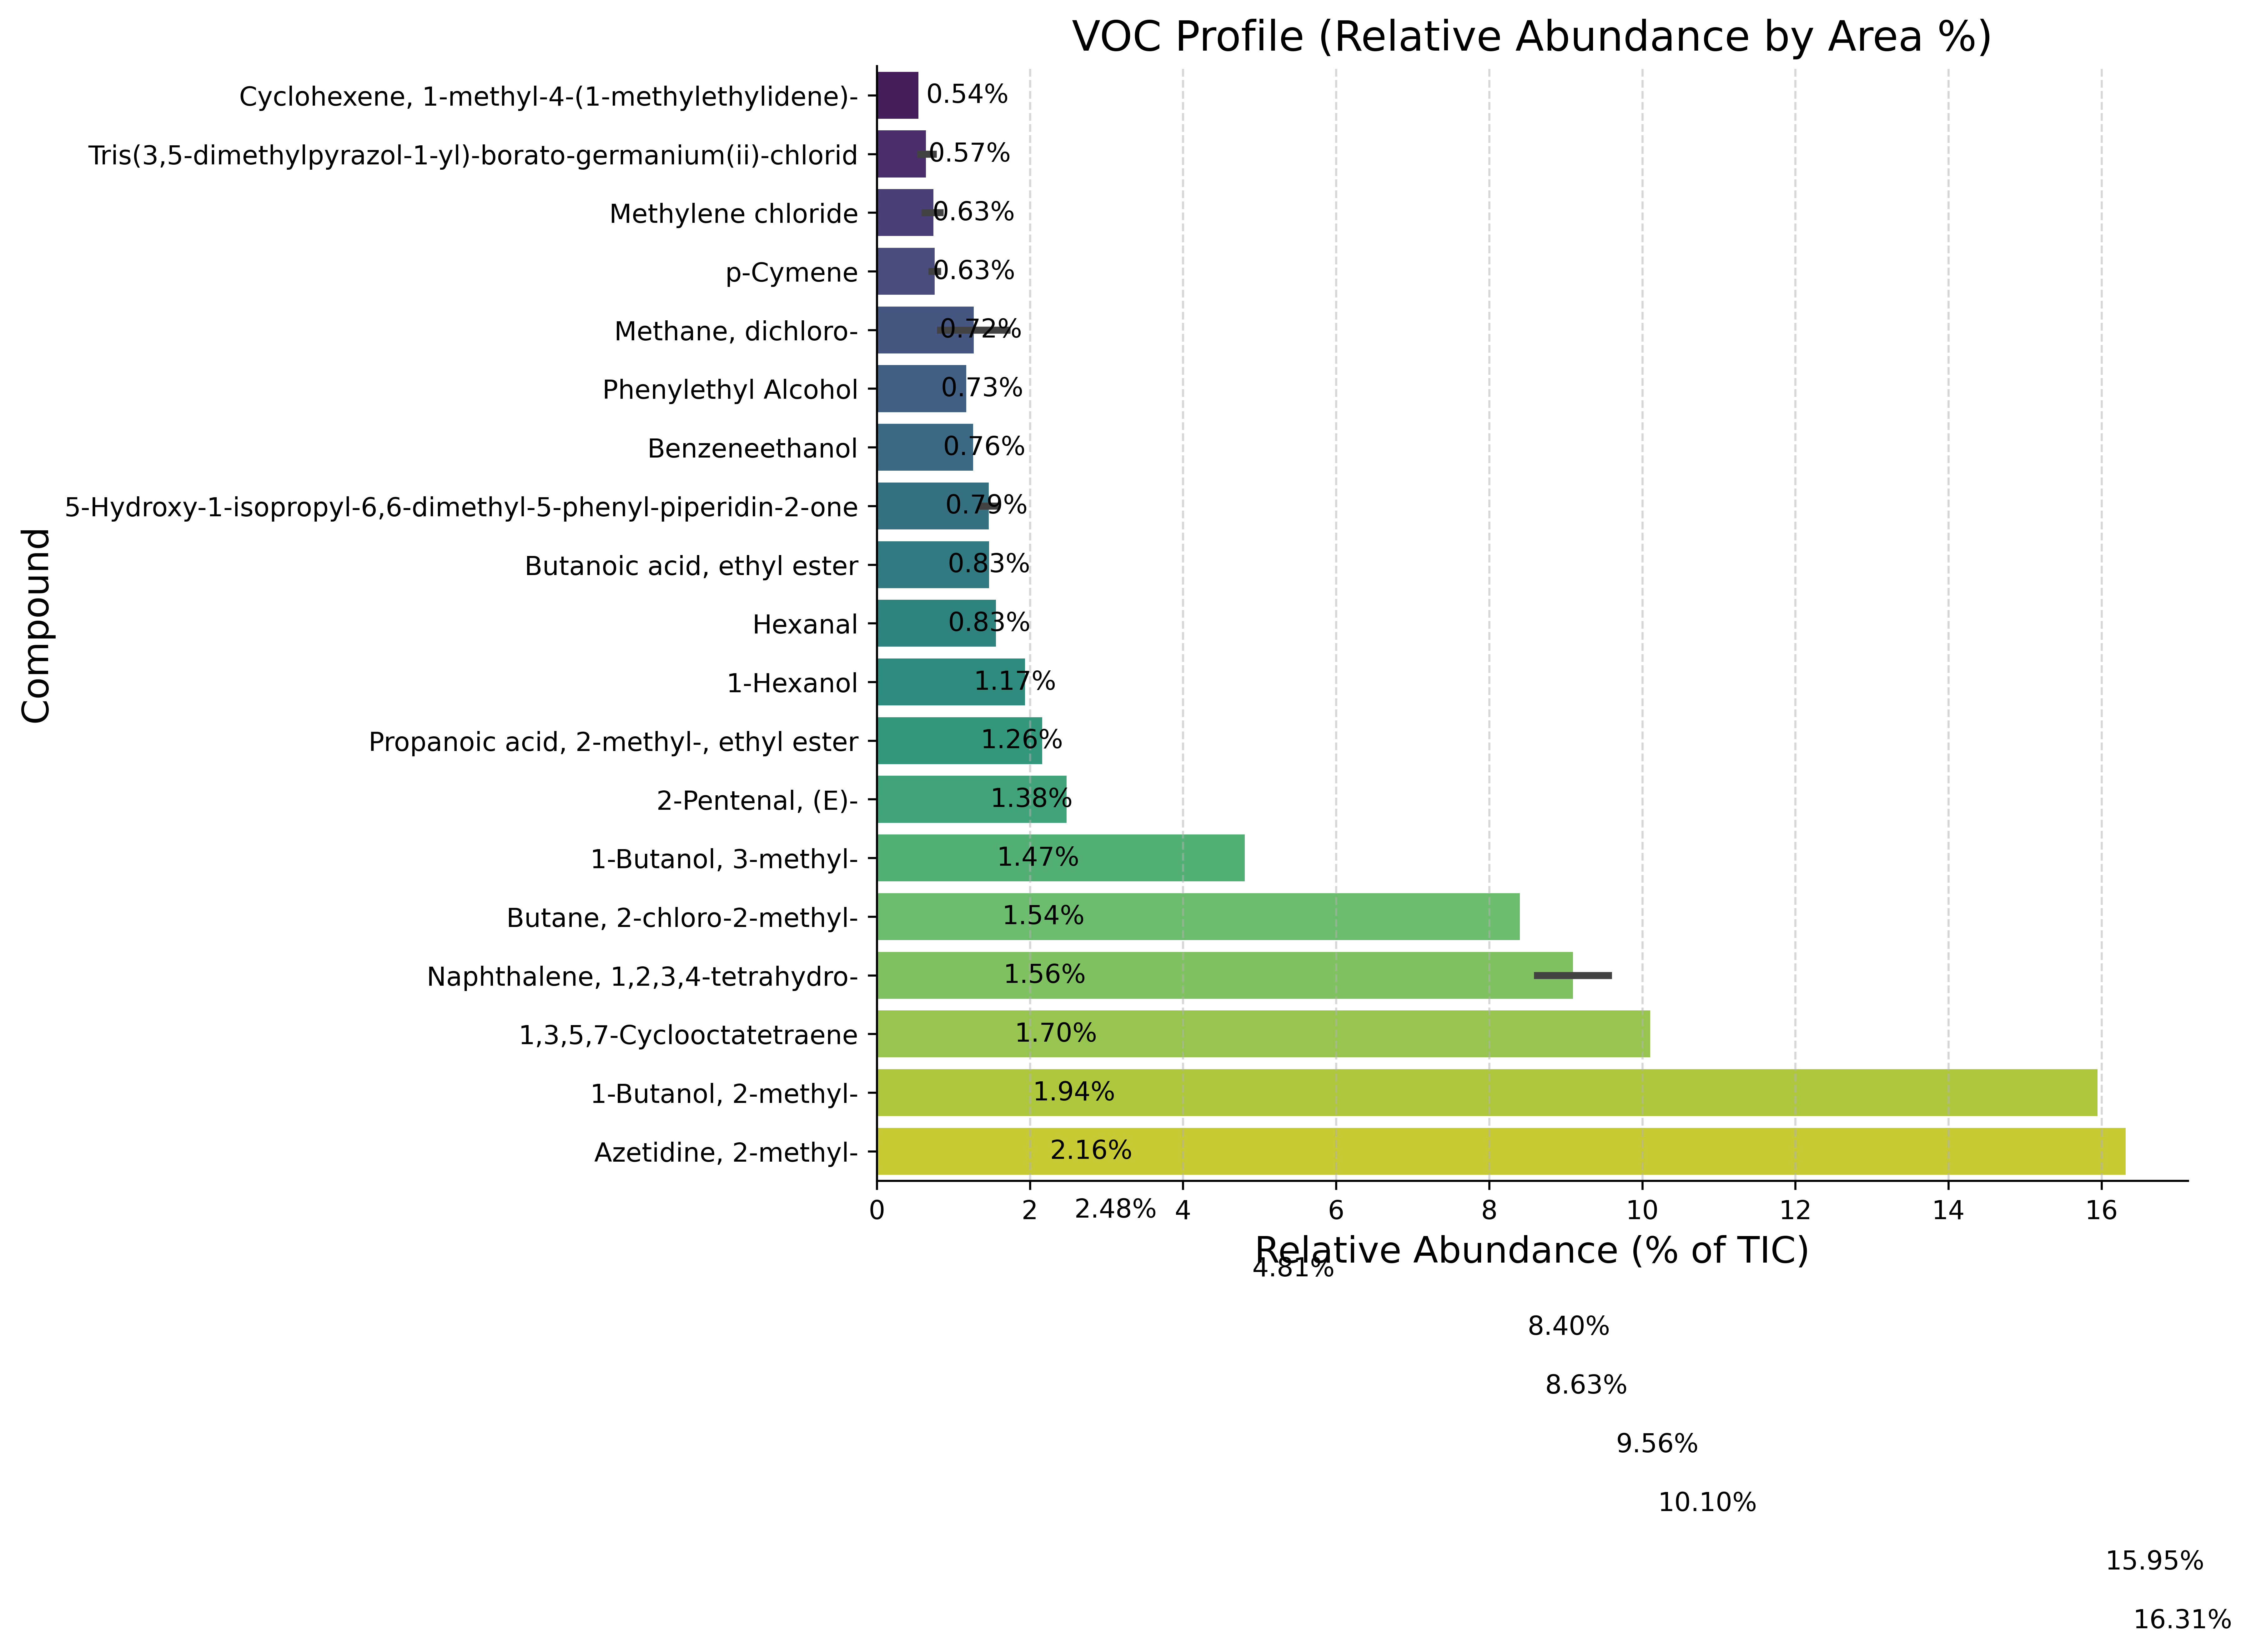 VOC Profile (Relative Abundance by Area %)
Compound
Cyclohexene, 1-methyl-4-(1-methylethylidene)- 0.54%
Tris(3,5-dimethylpyrazol-1-yl)-borato-germanium(ii)-chlorid 0.57%
Methylene chloride 0.63%
p-Cymene 0.63%
Methane, dichloro- 0.72%
Phenylethyl Alcohol 0.73%
Benzeneethanol 0.76%
5-Hydroxy-1-isopropyl-6,6-dimethyl-5-phenyl-piperidin-2-one 0.79%
Butanoic acid, ethyl ester 0.83%
Hexanal 0.83%
1-Hexanol 1.17%
Propanoic acid, 2-methyl-, ethyl ester 1.26%
2-Pentenal, (E)- 1.38%
1-Butanol, 3-methyl- 1.47%
Butane, 2-chloro-2-methyl- 1.54%
Naphthalene, 1,2,3,4-tetrahydro- 1.56%
1,3,5,7-Cyclooctatetraene 1.70%
1-Butanol, 2-methyl- 1.94%
Azetidine, 2-methyl- 2.16%
0 2 2.48% 4 6 8 10 12 14 16
Relative Abundance (% of TIC)
4.81%
8.40%
8.63%
9.56%
10.10%
15.95%
16.31%